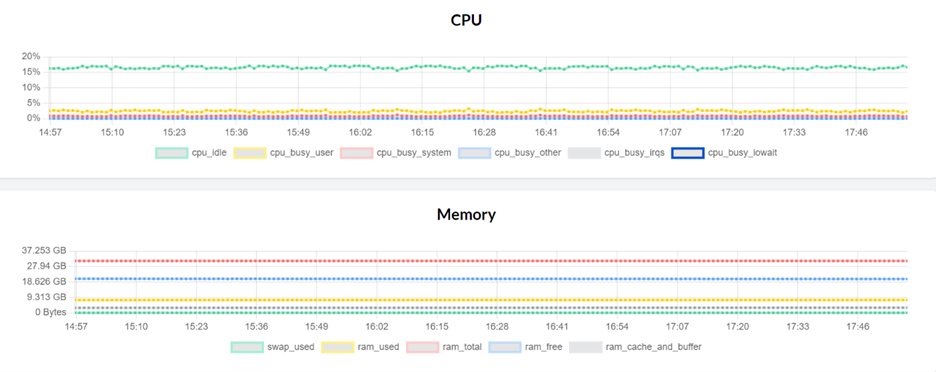 CPU
20%
15%
10%
5%
0%
14:57 15:10 15:23 15:36 15:49 16:02 16:15 16:28 16:41 16:54 17:07 17:20 17:33 17:46
cpu_idle cpu_busy_user cpu_busy_system cpu_busy_other cpu_busy_irqs cpu_busy_iowait
Memory
37.253 GB
27.94 GB
18.626 GB
9.313 GB
0 Bytes
14:57 15:10 15:23 15:36 15:49 16:02 16:15 16:28 16:41 16:54 17:07 17:20 17:33 17:46
swap_used ram_used ram_total ram_free ram_cache_and_buffer